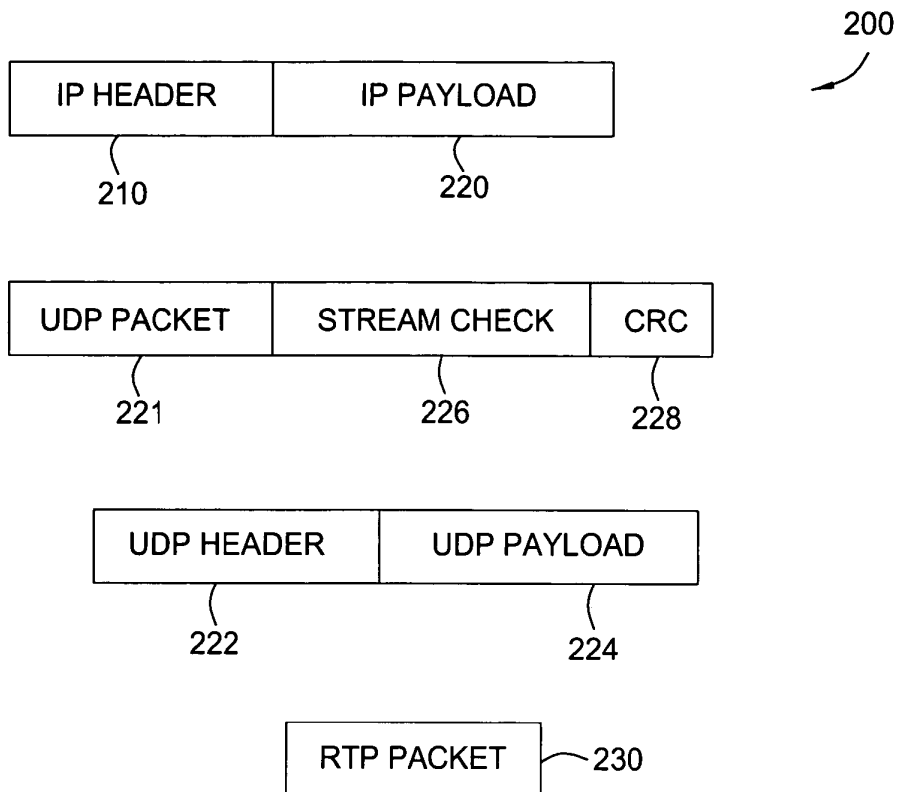 200
IP HEADER IP PAYLOAD
210 220
UDP PACKET STREAM CHECK CRC
221 226 228
UDP HEADER UDP PAYLOAD
222 224
RTP PACKET 230